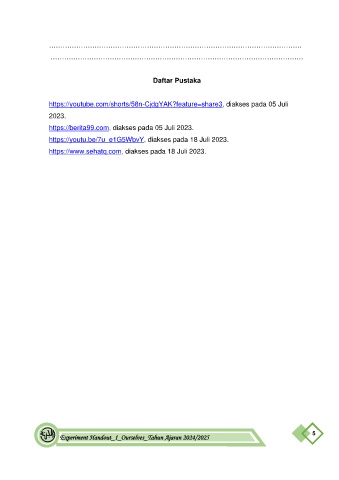 ……………………………………………………………………………………………………
……………………………………………………………………………………………………
Daftar Pustaka
https://youtube.com/shorts/58n-CjdgYAK?feature=share3, diakses pada 05 Juli
2023.
https://berita99.com. diakses pada 05 Juli 2023.
https://youtu.be/7u_e1G5WbvY. diakses pada 18 Juli 2023.
https://www.sehatq.com, diakses pada 18 Juli 2023.
Experiment Handout_1_Ourselves_Tahun Ajaran 2024/2025
5